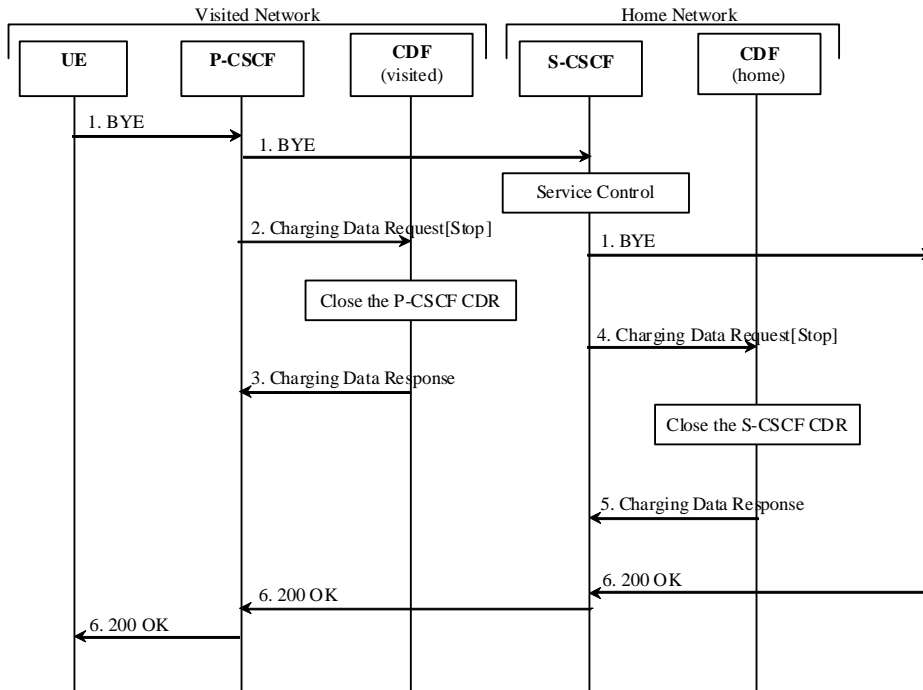 Visited Network
Home Network
UE
P-CSCF
CDF
(visited)
S-CSCF
CDF
(home)
1. BYE
1. BYE
Service Control
2. Charging Data Request[Stop]
1. BYE
Close the P-CSCF CDR
4. Charging Data Request[Stop]
3. Charging Data Response
Close the S-CSCF CDR
5. Charging Data Response
6. 200 OK
6. 200 OK
6. 200 OK